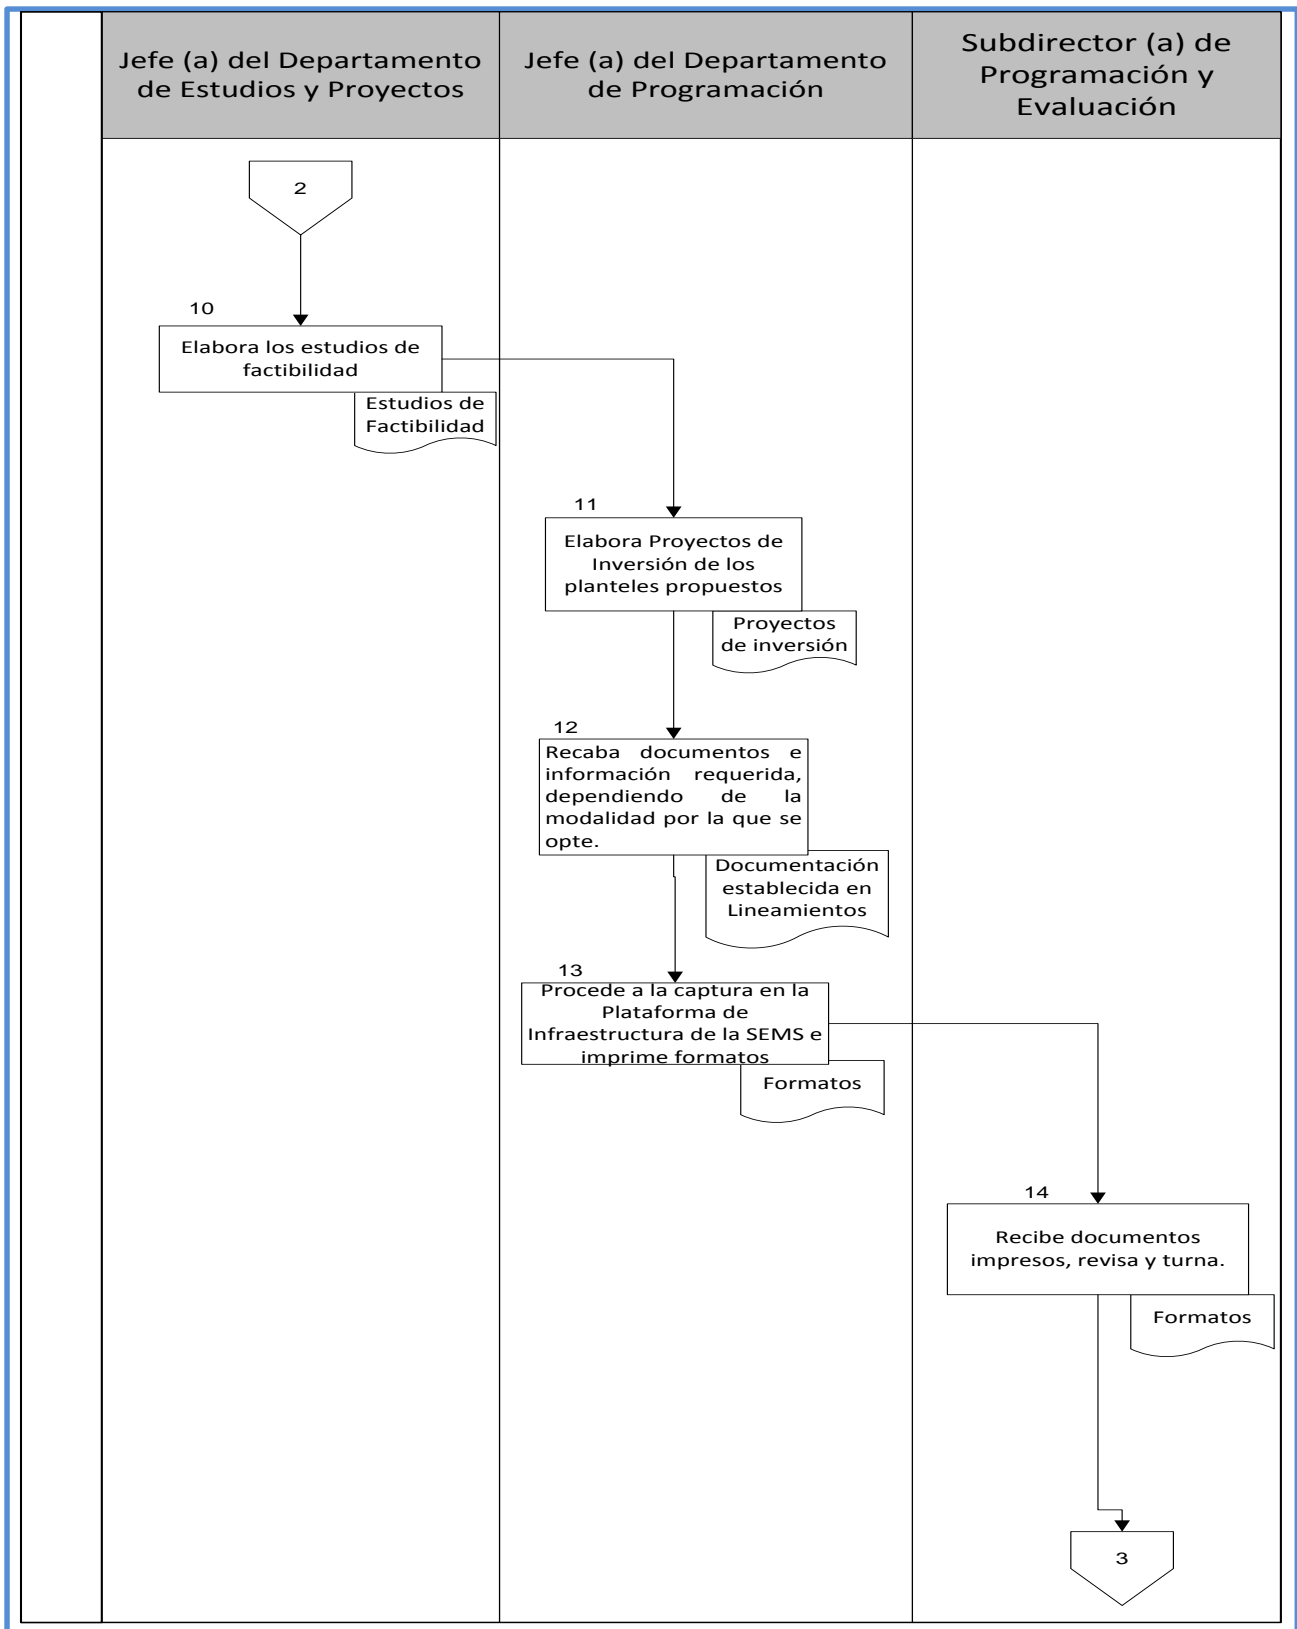 Jefe (a) del Departamento
de Estudios y Proyectos
Jefe (a) del Departamento
de Programación
Subdirector (a) de
Programación y
Evaluación
2
10
Elabora los estudios de
factibilidad
Estudios de
Factibilidad
11
Elabora Proyectos de
Inversión de los
planteles propuestos
Proyectos
de inversión
12
Recaba documentos e
información requerida,
dependiendo de la
modalidad por la que se
opte.
Documentación
establecida en
Lineamientos
13
Procede a la captura en la
Plataforma de
Infraestructura de la SEMS e
imprime formatos
Formatos
14
Recibe documentos
impresos, revisa y turna.
Formatos
3